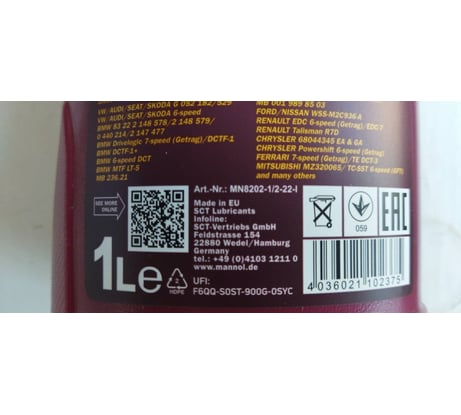 VW/AUDI/SEAT/SKODA G 052 182/529
VW/AUDI/SEAT/SKODA 6-speed
BMW 83 22 2 148 578/2 148 579/
0 440 214/2 147 477
BMW Drivelogic 7-speed (Getrag)/DCTF-1
BMW DCTF-1+
BMW 6-speed DCT
BMW MTF LT-5
MB 236.21
MB 001 989 85 03
FORD/NISSAN WSS-M2C936-A
RENAULT EDC 6-speed (Getrag)/EDC 7
RENAULT Talisman R7D
CHRYSLER 68044345 EA & GA
CHRYSLER Powershift 6-speed (Getrag)
FERRARI 7-speed (Getrag)/TE DCT-3
MITSUBISHI MZ320065/ TC-SST 6-speed (GFT)
and many others
Art.-Nr.: MN8202-1/2-22-I
SEE MORE
ONLINE
Made in EU
SCT Lubricants
Infoline:
SCT-Vertriebs GmbH
Feldstrasse 154
22880 Wedel/Hamburg
Germany
tel.: +49 (0)4103 1211 0
www.mannol.de
UFI:
F6QQ-S0ST-900G-0SYC
1L e
2
HDPE
059
EAC
4 036021 102375